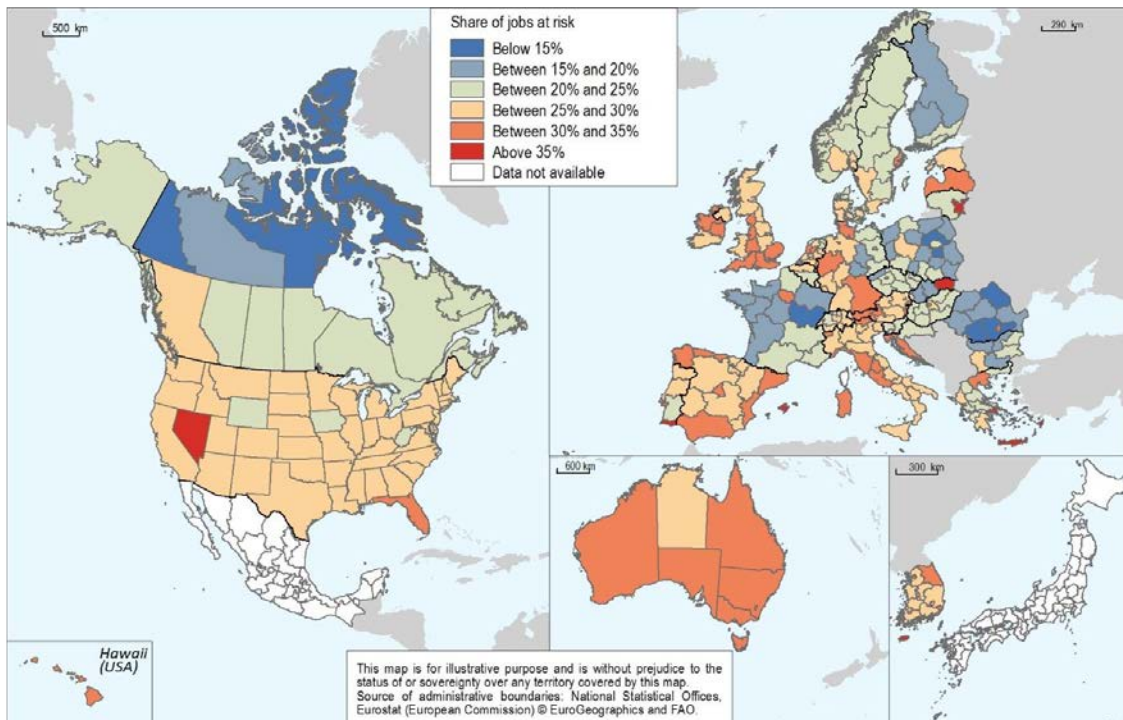 500 km
Share of jobs at risk
Below 15%
Between 15% and 20%
Between 20% and 25%
Between 25% and 30%
Between 30% and 35%
Above 35%
Data not available
290 km
600 km
300 km
Hawaii
(USA)
This map is for illustrative purpose and is without prejudice to the
status of or sovereignty over any territory covered by this map.
Source of administrative boundaries: National Statistical Offices,
Eurostat (European Commission) © EuroGeographics and FAO.